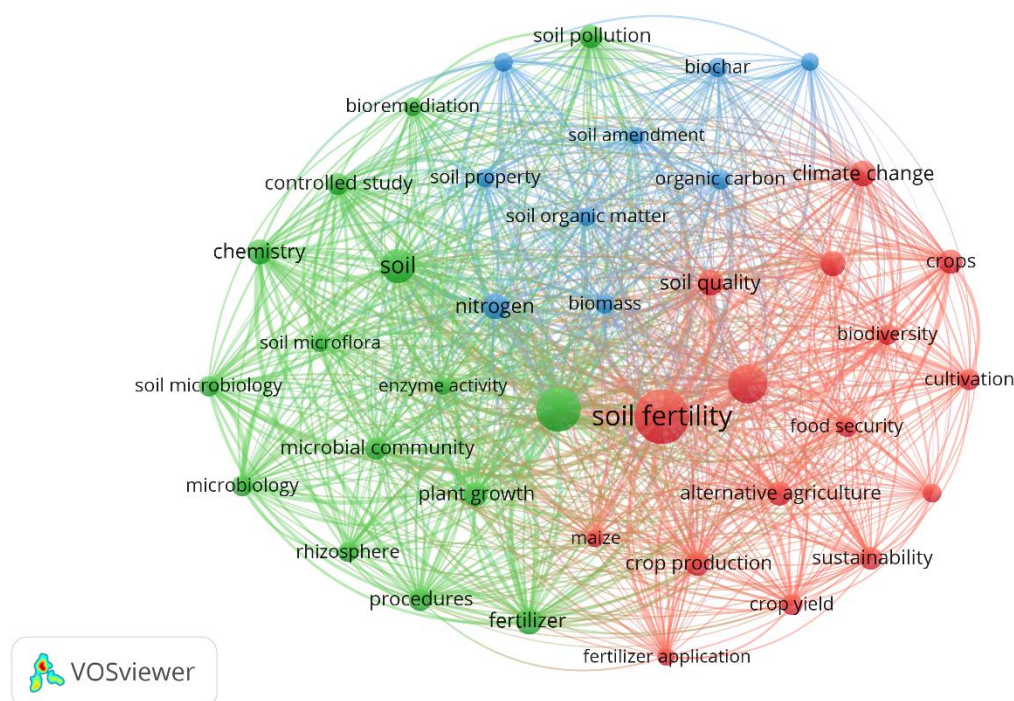 soil pollution
biochar
bioremediation
soil amendment
climate change
controlled study
soil property
organic carbon
soil organic matter
chemistry
soil
crops
soil quality
nitrogen
biomass
biodiversity
soil microflora
soil microbiology
enzyme activity
cultivation
soil fertility
food security
microbial community
microbiology
plant growth
alternative agriculture
maize
rhizosphere
crop production
sustainability
procedures
crop yield
fertilizer
fertilizer application
VOSviewer